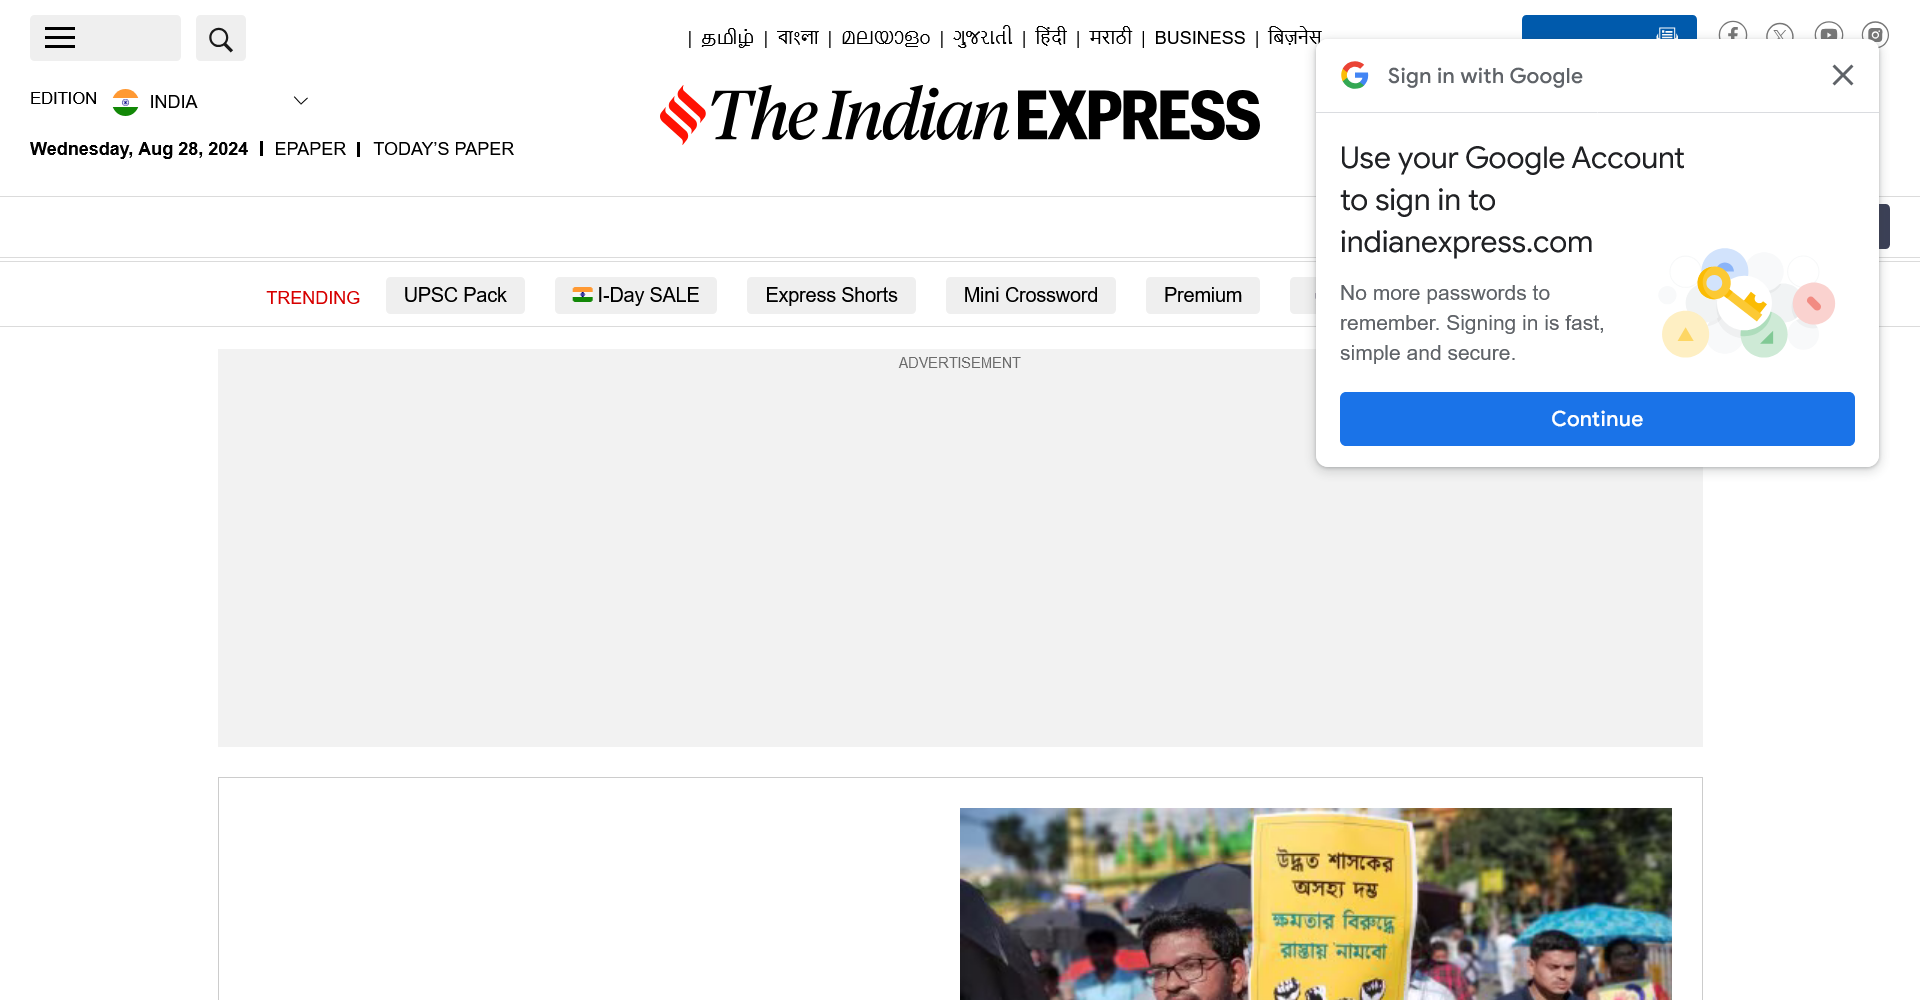 | தமிழ் | বাংলা | മലയാളം | ગુજરાતી | हिंदी | मराठी | BUSINESS | बिज़नेस
EDITION INDIA
The Indian EXPRESS
Wednesday, Aug 28, 2024 | EPAPER | TODAY'S PAPER
Sign in with Google
Use your Google Account
to sign in to
indianexpress.com
No more passwords to
remember. Signing in is fast,
simple and secure.
Continue
TRENDING UPSC Pack I-Day SALE Express Shorts Mini Crossword Premium
ADVERTISEMENT
উদ্ধত শাসকের
অসহ্য দম্ভ
ক্ষমতার বিরুদ্ধে
রাস্তায় নামবো